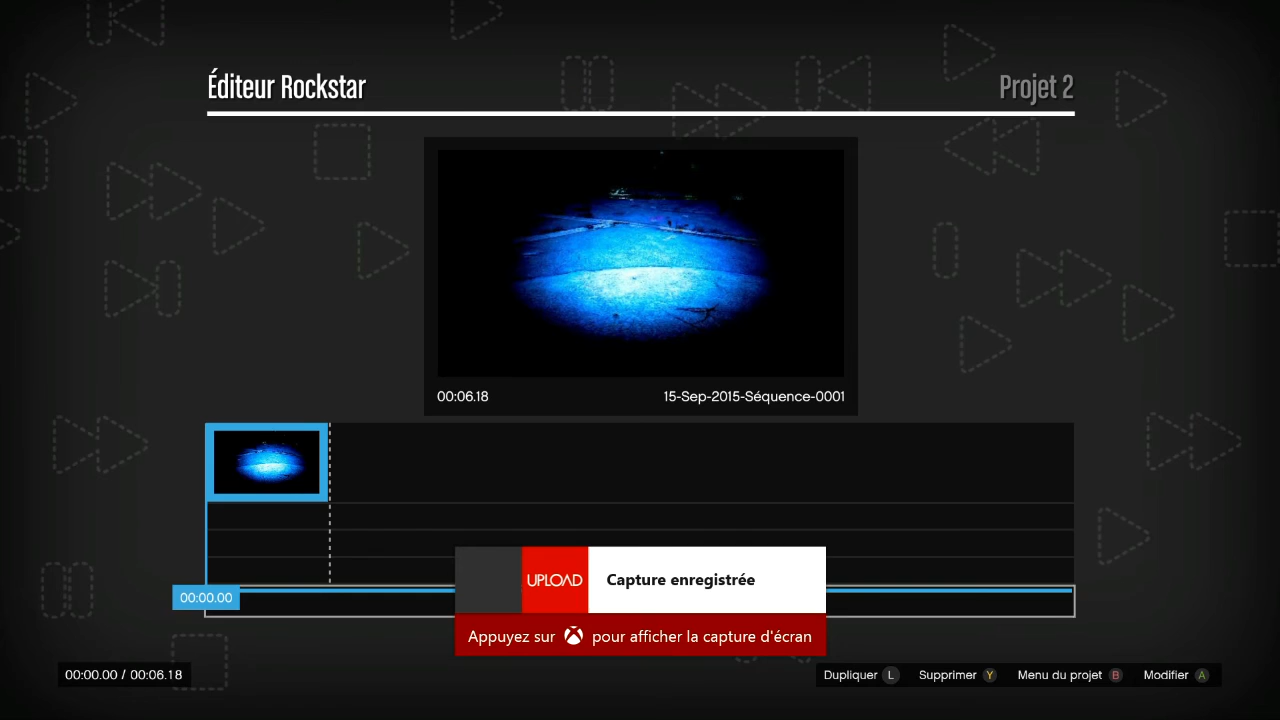 Éditeur Rockstar
Projet 2
00:06.18
15-Sep-2015-Séquence-0001
UPLOAD
Capture enregistrée
00:00.00
Appuyez sur pour afficher la capture d'écran
00:00.00 / 00:06.18
Dupliquer L Supprimer Y Menu du projet B Modifier A